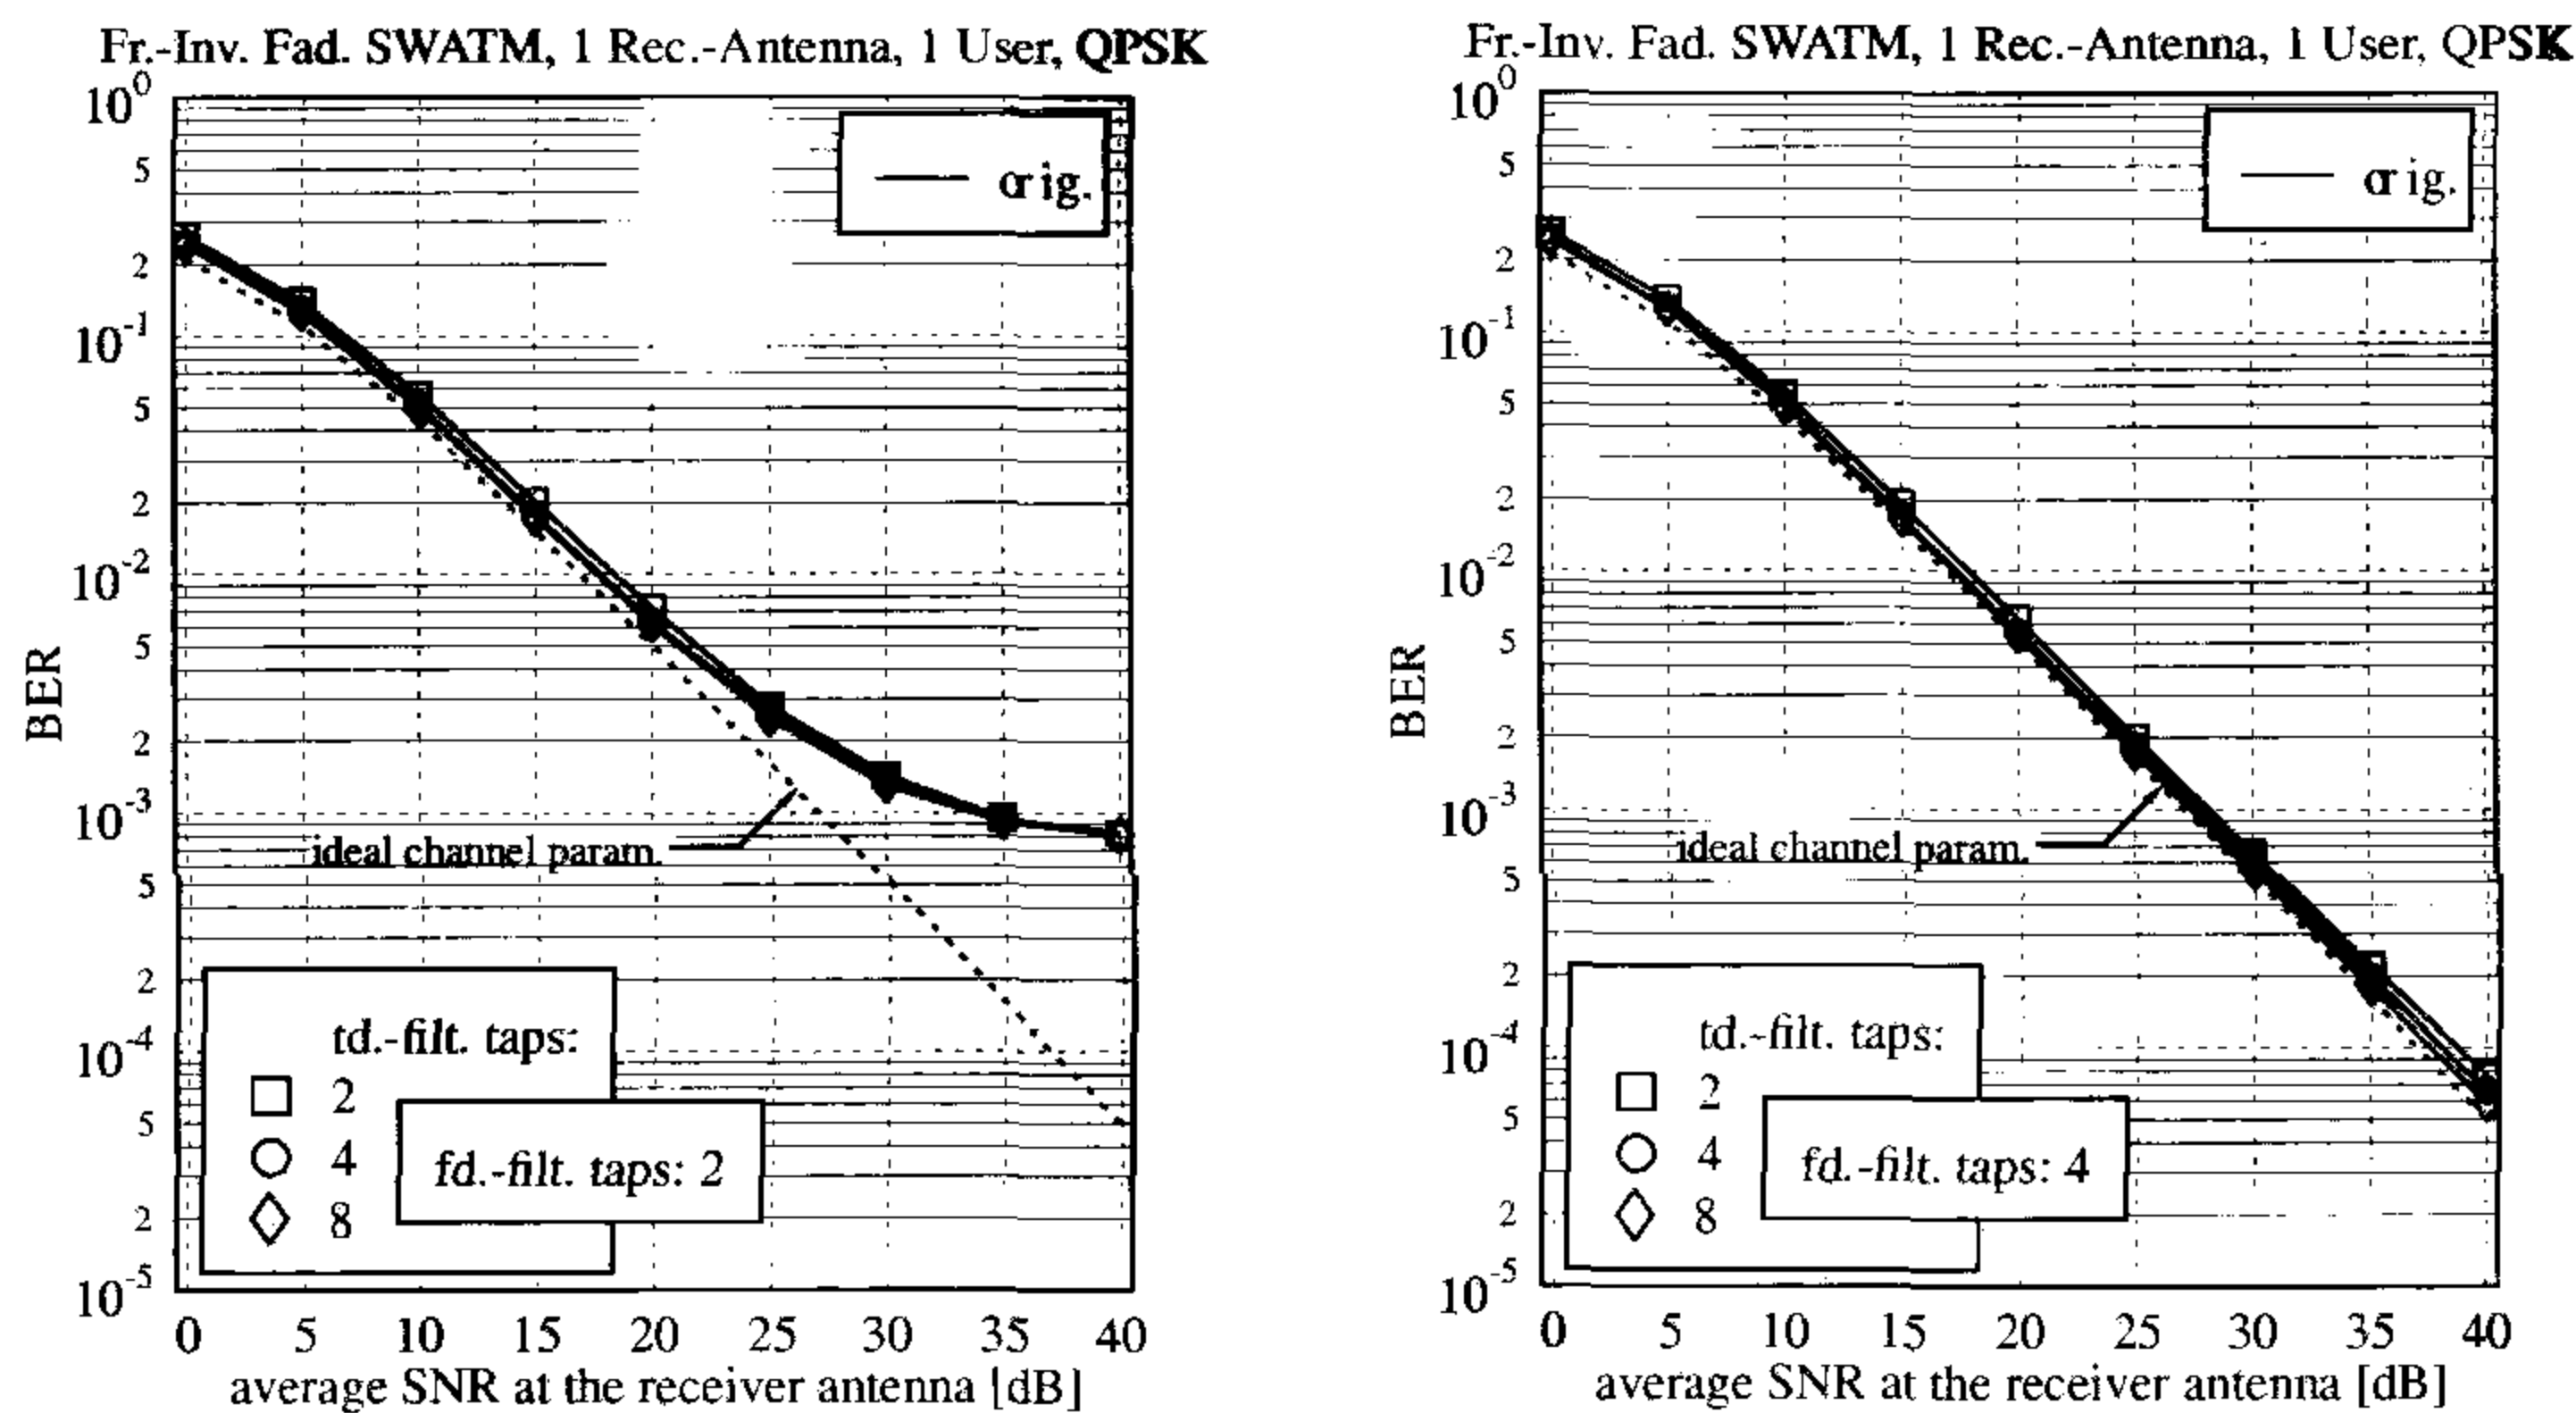 Fr.-Inv. Fad. SWATM, 1 Rec.-Antenna, 1 User, QPSK
10^0
5
2
10^-1
5
2
10^-2
5
2
10^-3
5
2
10^-4
5
2
10^-5
BER
orig.
ideal channel param.
td.-filt. taps:
2
4
8
fd.-filt. taps: 2
0 5 10 15 20 25 30 35 40
average SNR at the receiver antenna [dB]
Fr.-Inv. Fad. SWATM, 1 Rec.-Antenna, 1 User, QPSK
10^0
5
2
10^-1
5
2
10^-2
5
2
10^-3
5
2
10^-4
5
2
10^-5
BER
orig.
ideal channel param.
td.-filt. taps:
2
4
8
fd.-filt. taps: 4
0 5 10 15 20 25 30 35 40
average SNR at the receiver antenna [dB]